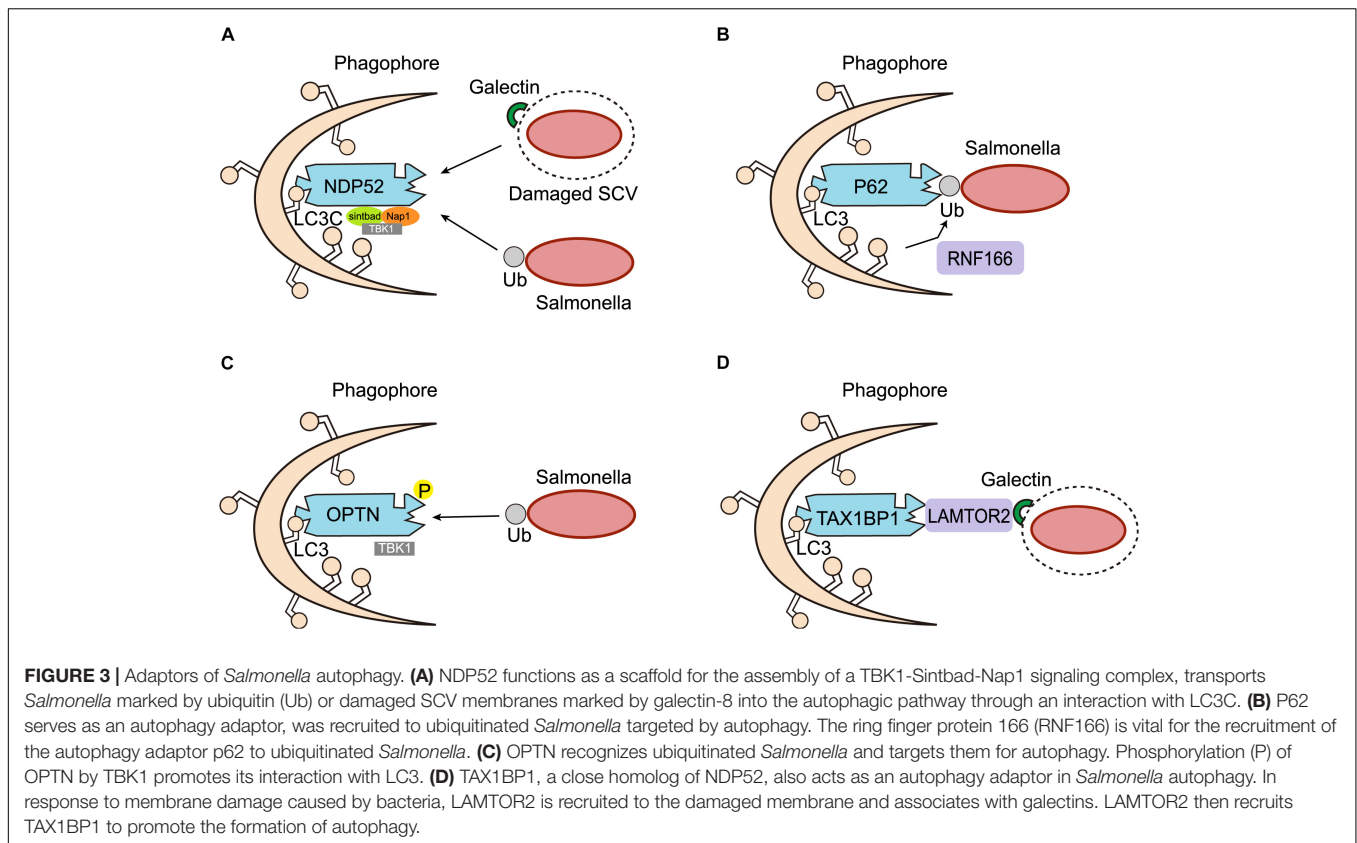 A
Phagophore
Galectin
NDP52
Damaged SCV
LC3C
sintbad
Nap1
TBK1
Ub
Salmonella
B
Phagophore
Salmonella
P62
LC3
Ub
RNF166
C
Phagophore
Salmonella
P
OPTN
LC3
TBK1
Ub
D
Phagophore
Galectin
TAX1BP1
LAMTOR2
LC3
FIGURE 3 | Adaptors of Salmonella autophagy. (A) NDP52 functions as a scaffold for the assembly of a TBK1-Sintbad-Nap1 signaling complex, transports
Salmonella marked by ubiquitin (Ub) or damaged SCV membranes marked by galectin-8 into the autophagic pathway through an interaction with LC3C. (B) P62
serves as an autophagy adaptor, was recruited to ubiquitinated Salmonella targeted by autophagy. The ring finger protein 166 (RNF166) is vital for the recruitment of
the autophagy adaptor p62 to ubiquitinated Salmonella. (C) OPTN recognizes ubiquitinated Salmonella and targets them for autophagy. Phosphorylation (P) of
OPTN by TBK1 promotes its interaction with LC3. (D) TAX1BP1, a close homolog of NDP52, also acts as an autophagy adaptor in Salmonella autophagy. In
response to membrane damage caused by bacteria, LAMTOR2 is recruited to the damaged membrane and associates with galectins. LAMTOR2 then recruits
TAX1BP1 to promote the formation of autophagy.